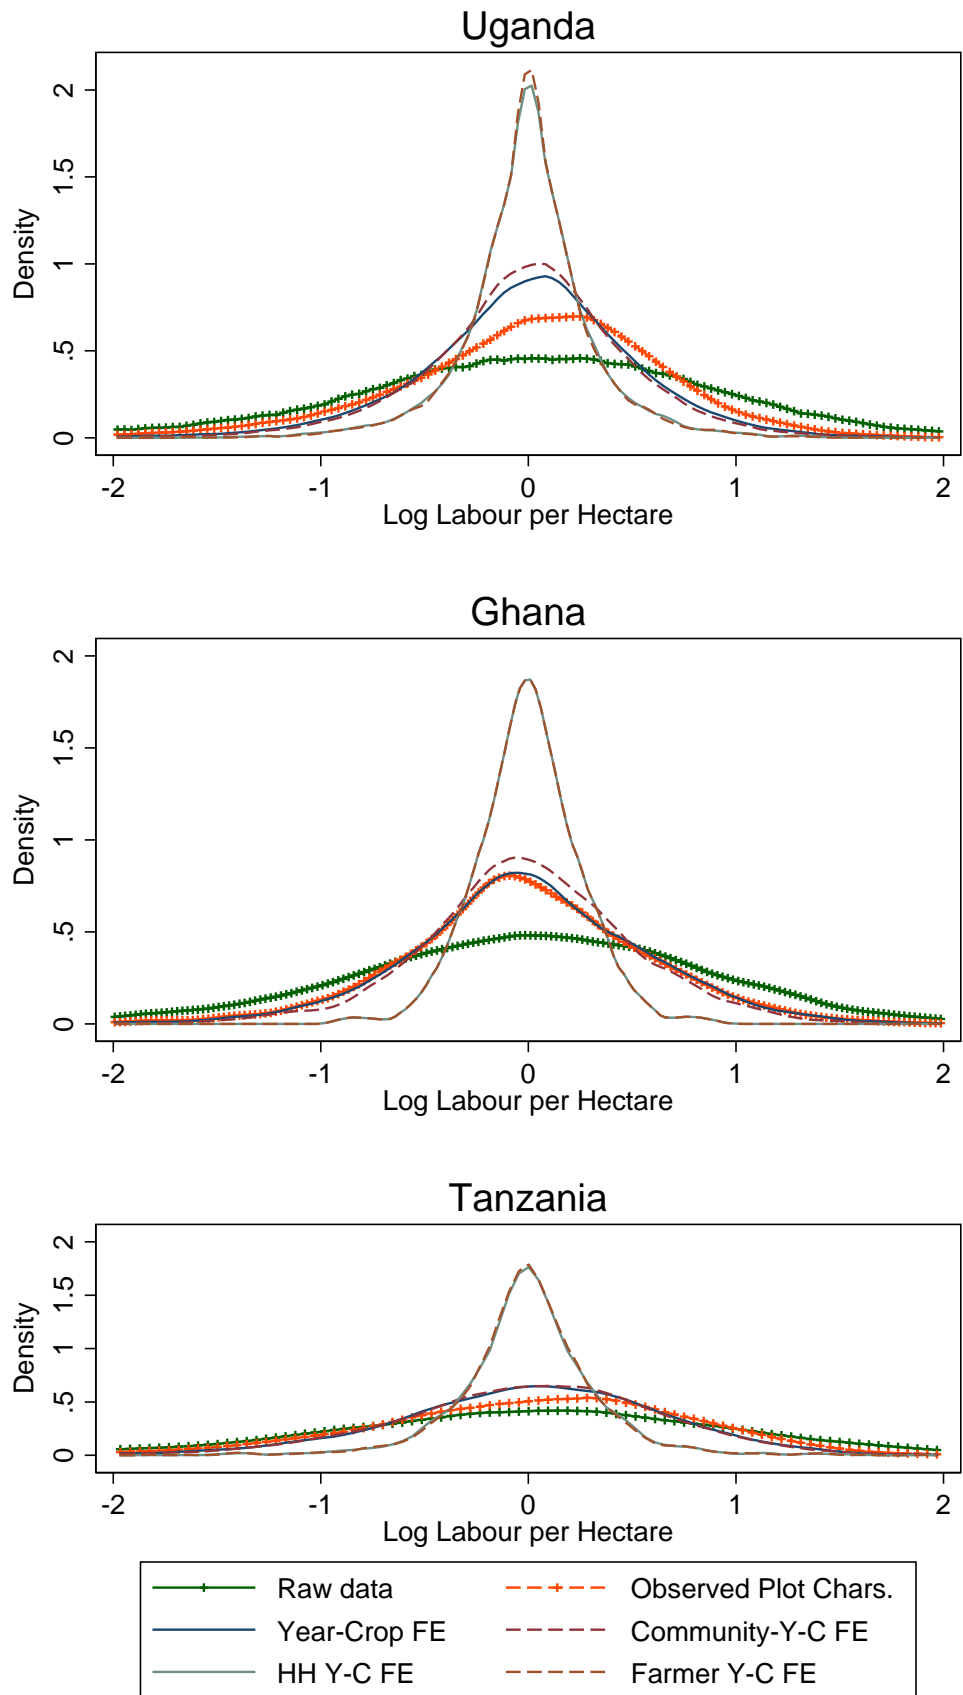 Uganda
Density
2
1.5
1
.5
0
-2 -1 0 1 2
Log Labour per Hectare
Ghana
Density
2
1.5
1
.5
0
-2 -1 0 1 2
Log Labour per Hectare
Tanzania
Density
2
1.5
1
.5
0
-2 -1 0 1 2
Log Labour per Hectare
Raw data Observed Plot Chars.
Year-Crop FE Community-Y-C FE
HH Y-C FE Farmer Y-C FE